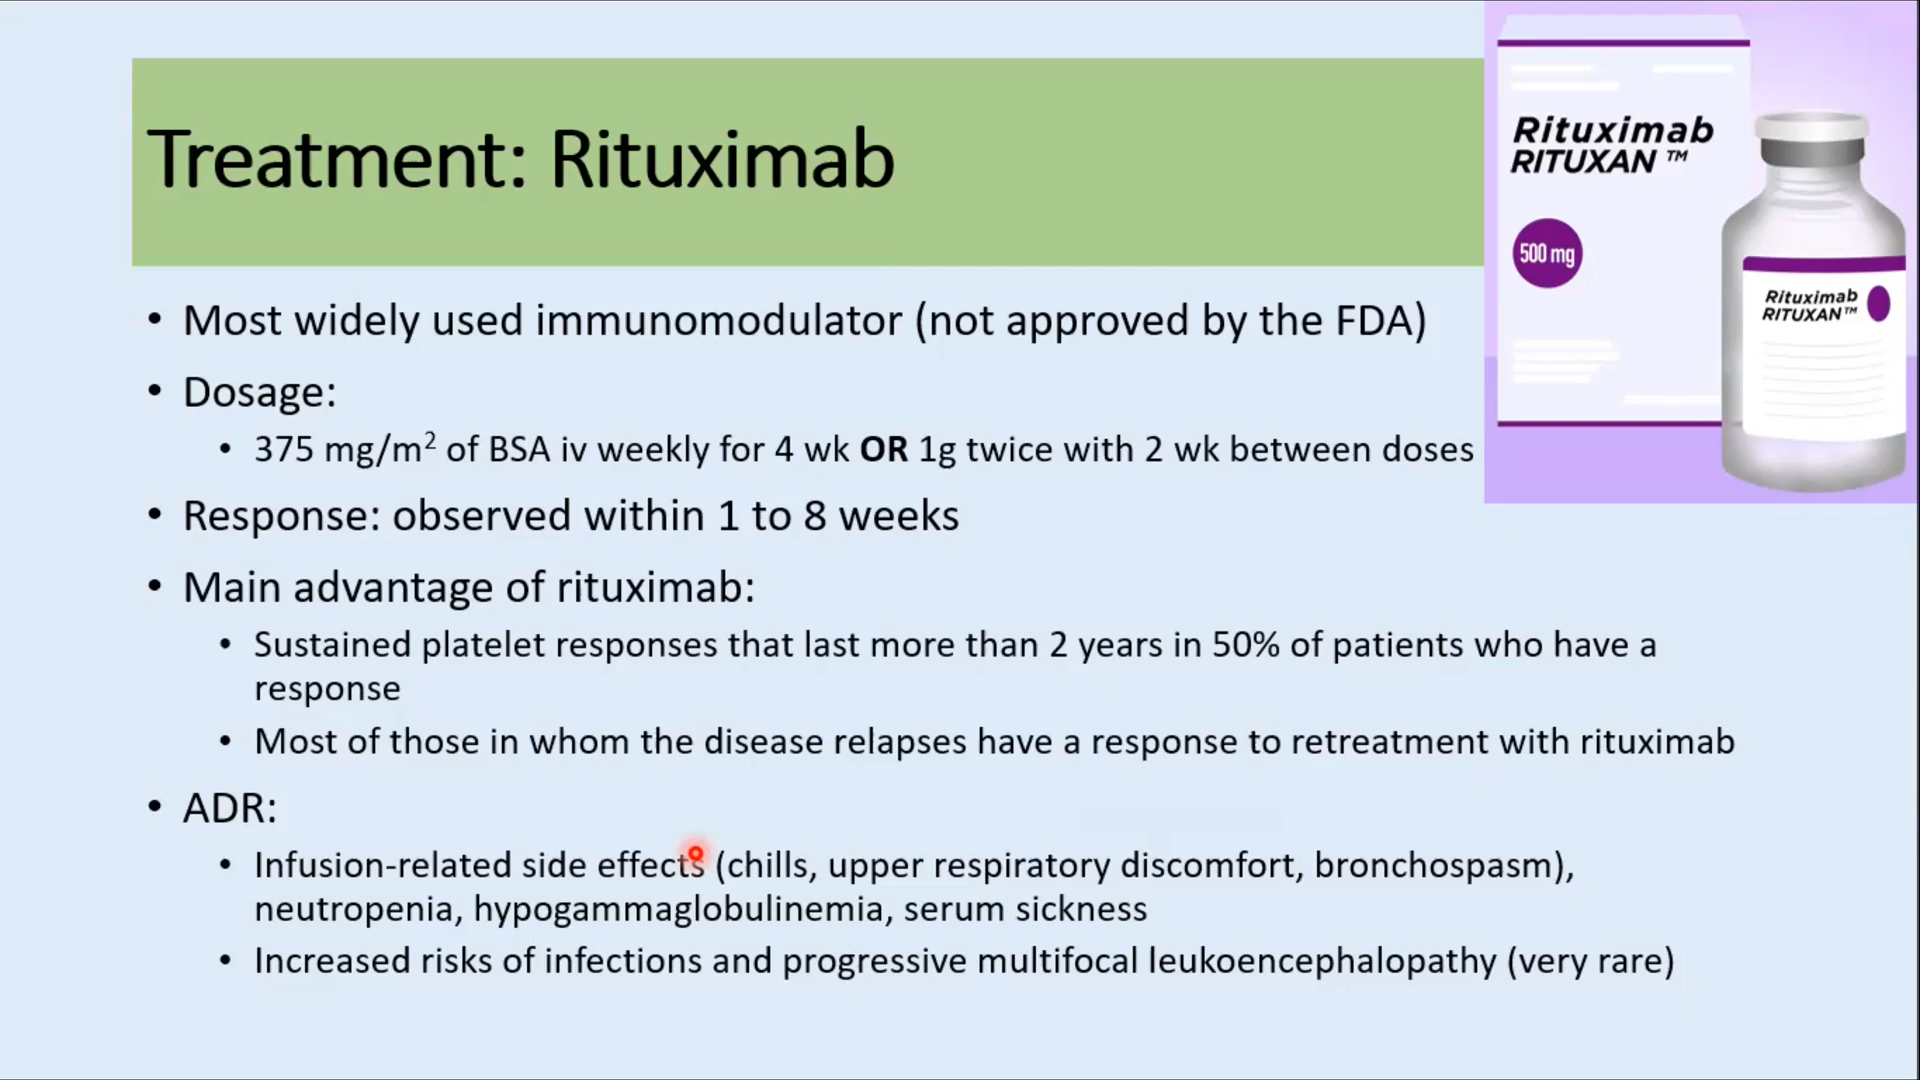 Treatment: Rituximab
Rituximab
RITUXAN ™
500 mg
Rituximab
RITUXAN™
• Most widely used immunomodulator (not approved by the FDA)
• Dosage:
• 375 mg/m² of BSA iv weekly for 4 wk OR 1g twice with 2 wk between doses
• Response: observed within 1 to 8 weeks
• Main advantage of rituximab:
• Sustained platelet responses that last more than 2 years in 50% of patients who have a
response
• Most of those in whom the disease relapses have a response to retreatment with rituximab
• ADR:
• Infusion-related side effects (chills, upper respiratory discomfort, bronchospasm),
neutropenia, hypogammaglobulinemia, serum sickness
• Increased risks of infections and progressive multifocal leukoencephalopathy (very rare)